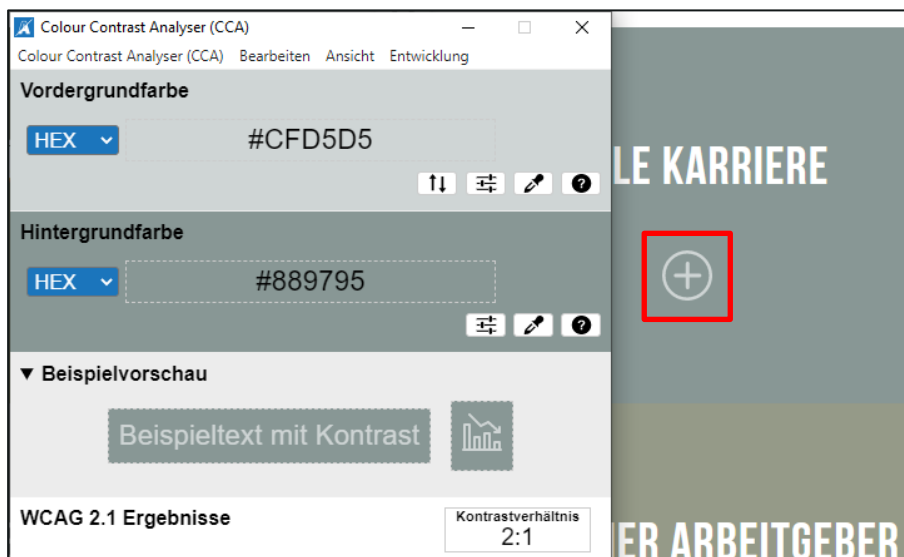 Colour Contrast Analyser (CCA)
Colour Contrast Analyser (CCA) Bearbeiten Ansicht Entwicklung
Vordergrundfarbe
HEX #CFD5D5
Hintergrundfarbe
HEX #889795
▼ Beispielvorschau
Beispieltext mit Kontrast
WCAG 2.1 Ergebnisse
Kontrastverhältnis
2:1
LE KARRIERE
ER ARBEITGEBER